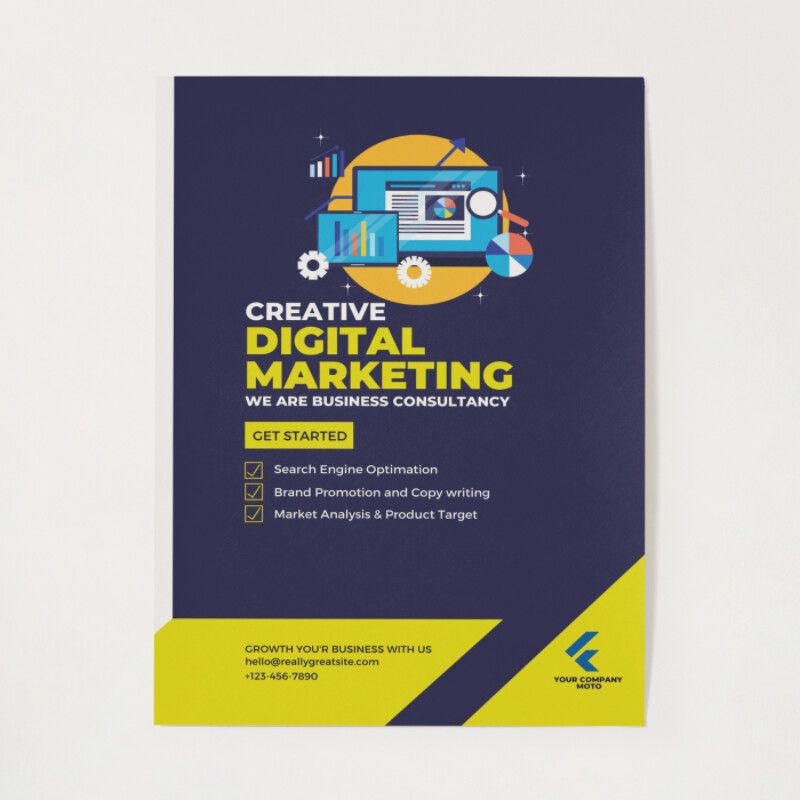 CREATIVE
DIGITAL
MARKETING
WE ARE BUSINESS CONSULTANCY
GET STARTED
Search Engine Optimation
Brand Promotion and Copy writing
Market Analysis & Product Target
GROWTH YOU'R BUSINESS WITH US
hello@reallygreatsite.com
+123-456-7890
YOUR COMPANY
MOTO